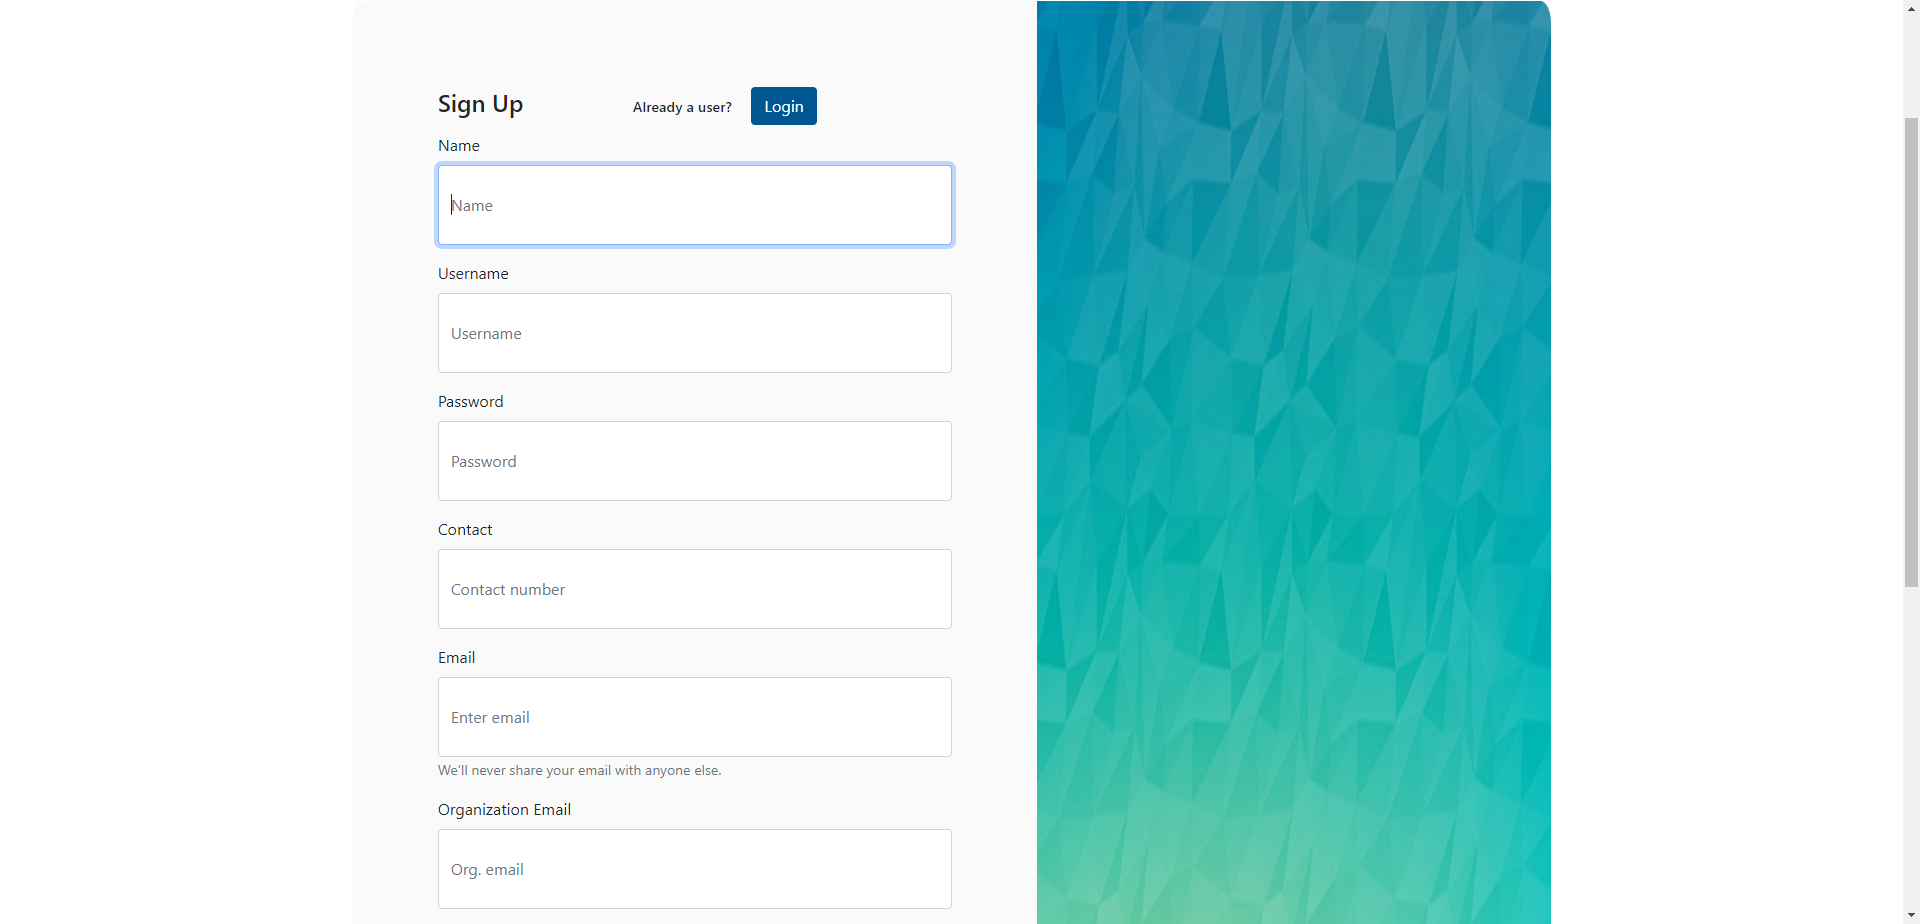 Sign Up
Already a user? Login
Name
Name
Username
Username
Password
Password
Contact
Contact number
Email
Enter email
We'll never share your email with anyone else.
Organization Email
Org. email